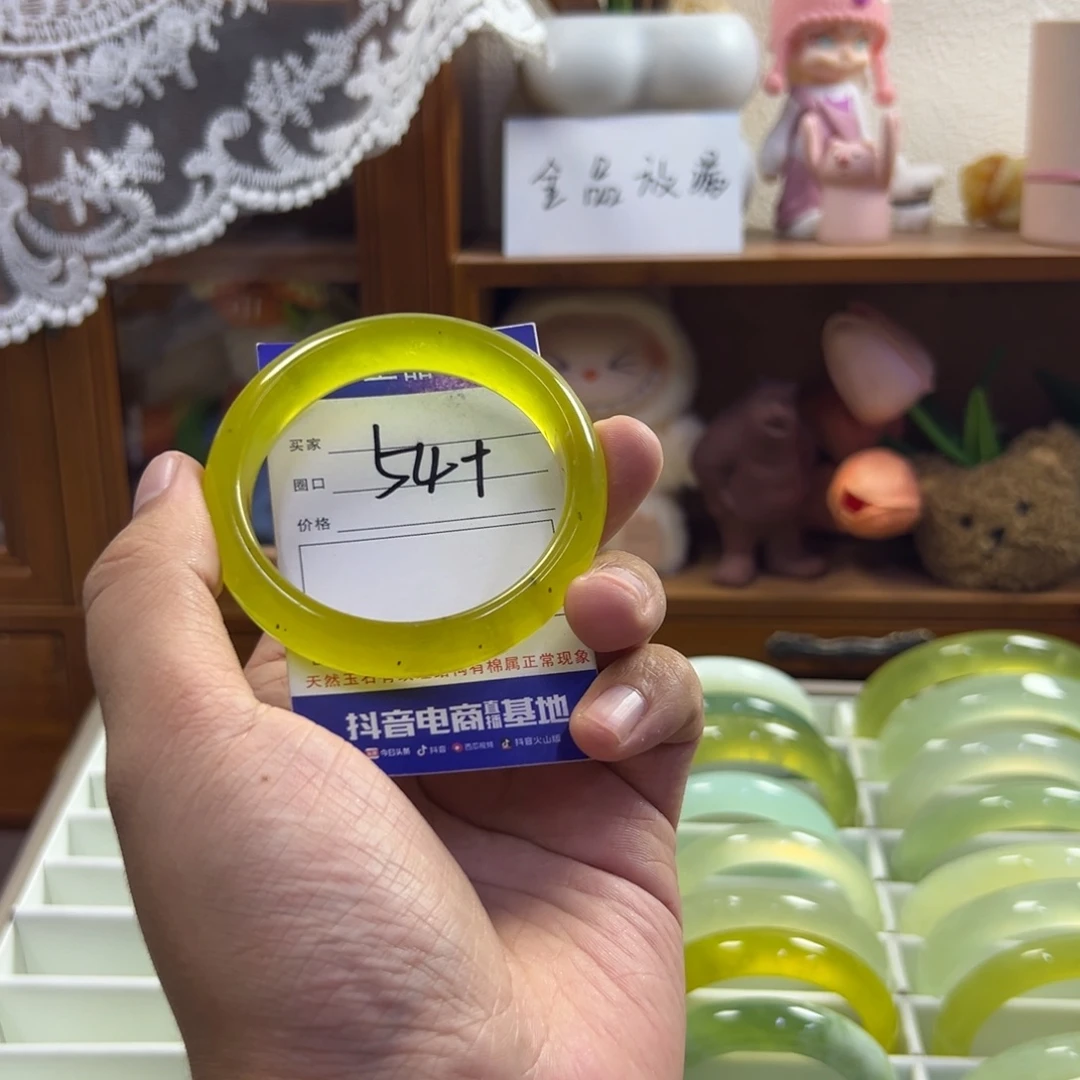 全品放漏
买家
圈口
54+
价格
天然玉石有
有棉属正常现象
抖音电商直播基地
今日头条 抖音 西瓜视频 抖音火山版